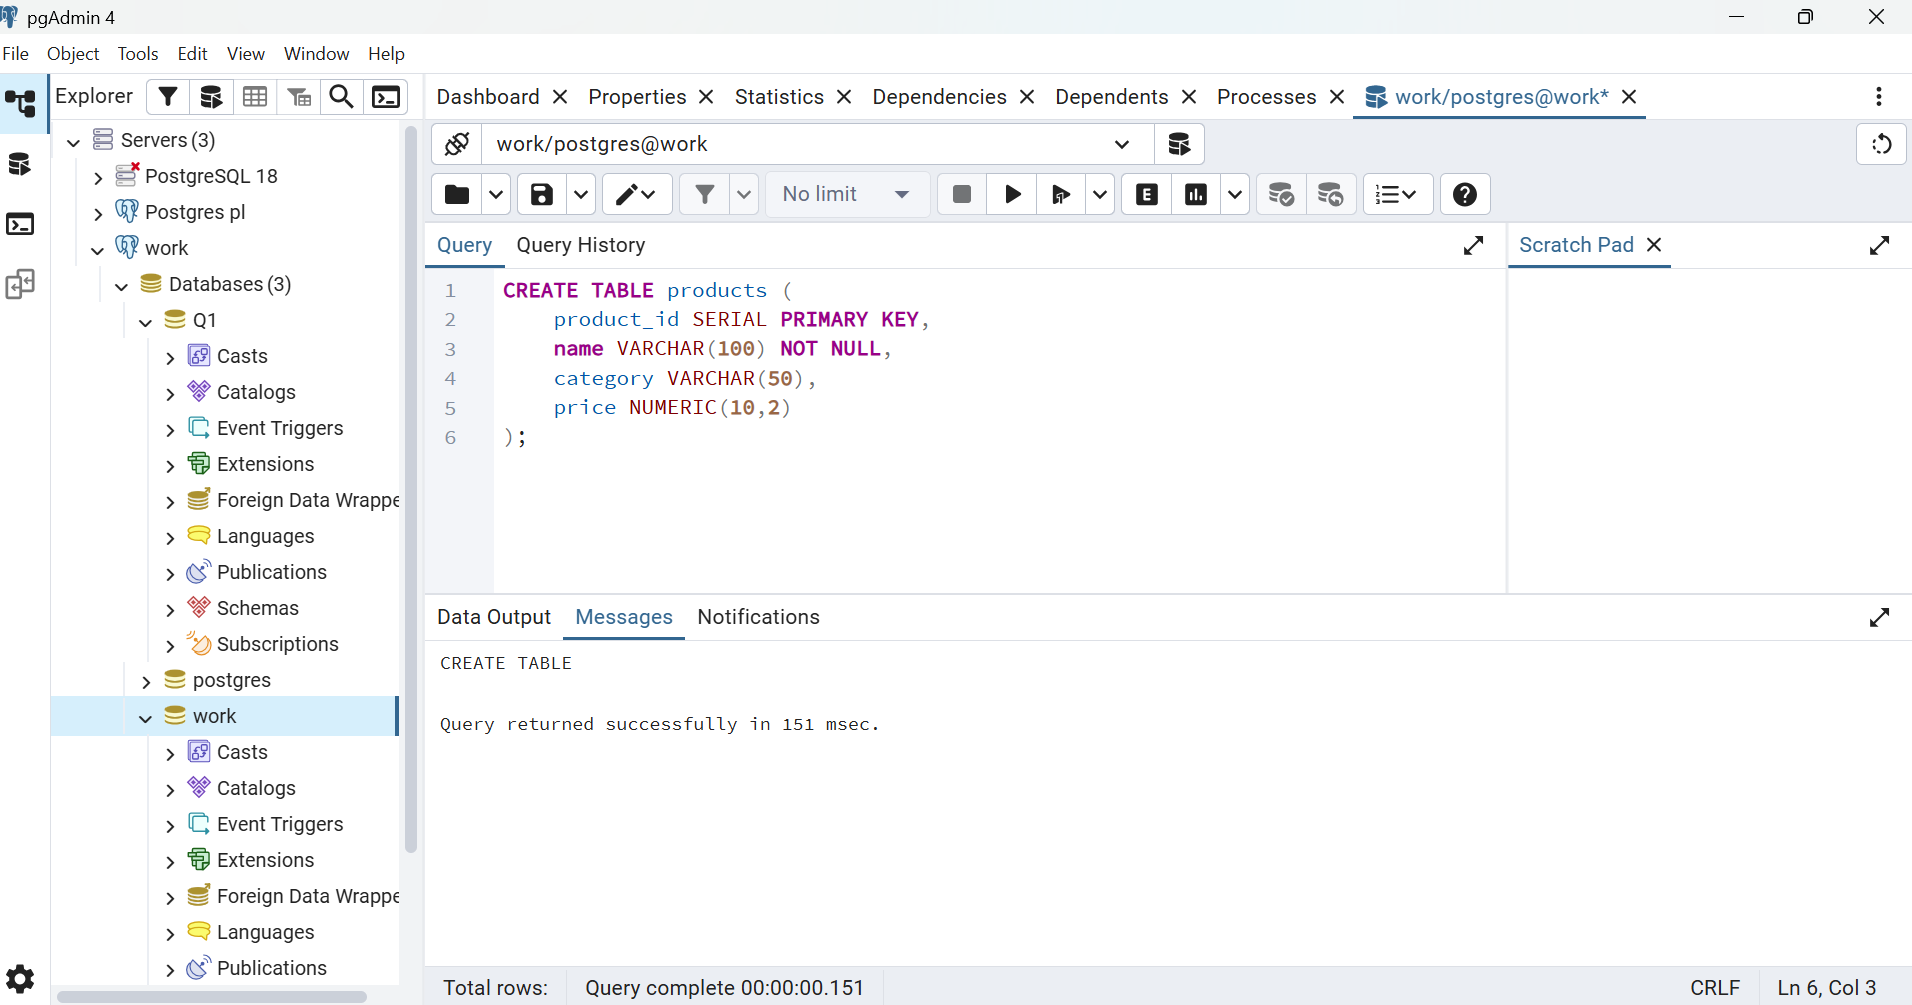 pgAdmin 4
File Object Tools Edit View Window Help
Explorer
Dashboard Properties Statistics Dependencies Dependents Processes work/postgres@work*
Servers (3)
PostgreSQL 18
Postgres pl
work
Databases (3)
Q1
Casts
Catalogs
Event Triggers
Extensions
Foreign Data Wrappe
Languages
Publications
Schemas
Subscriptions
postgres
work
Casts
Catalogs
Event Triggers
Extensions
Foreign Data Wrappe
Languages
Publications
work/postgres@work
No limit
E
Query Query History
Scratch Pad
1 CREATE TABLE products (
2 product_id SERIAL PRIMARY KEY,
3 name VARCHAR(100) NOT NULL,
4 category VARCHAR(50),
5 price NUMERIC(10,2)
6 );
Data Output Messages Notifications
CREATE TABLE
Query returned successfully in 151 msec.
Total rows: Query complete 00:00:00.151 CRLF Ln 6, Col 3